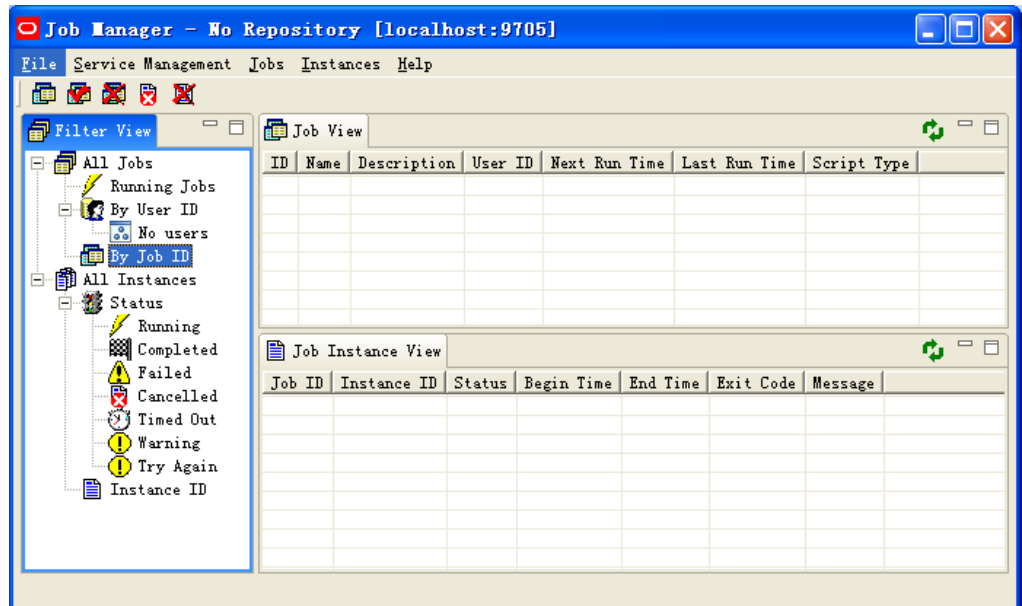 Job Manager - No Repository [localhost:9705]
File Service Management Jobs Instances Help
Filter View
All Jobs
Running Jobs
By User ID
No users
By Job ID
All Instances
Status
Running
Completed
Failed
Cancelled
Timed Out
Warning
Try Again
Instance ID
Job View
ID Name Description User ID Next Run Time Last Run Time Script Type
Job Instance View
Job ID Instance ID Status Begin Time End Time Exit Code Message